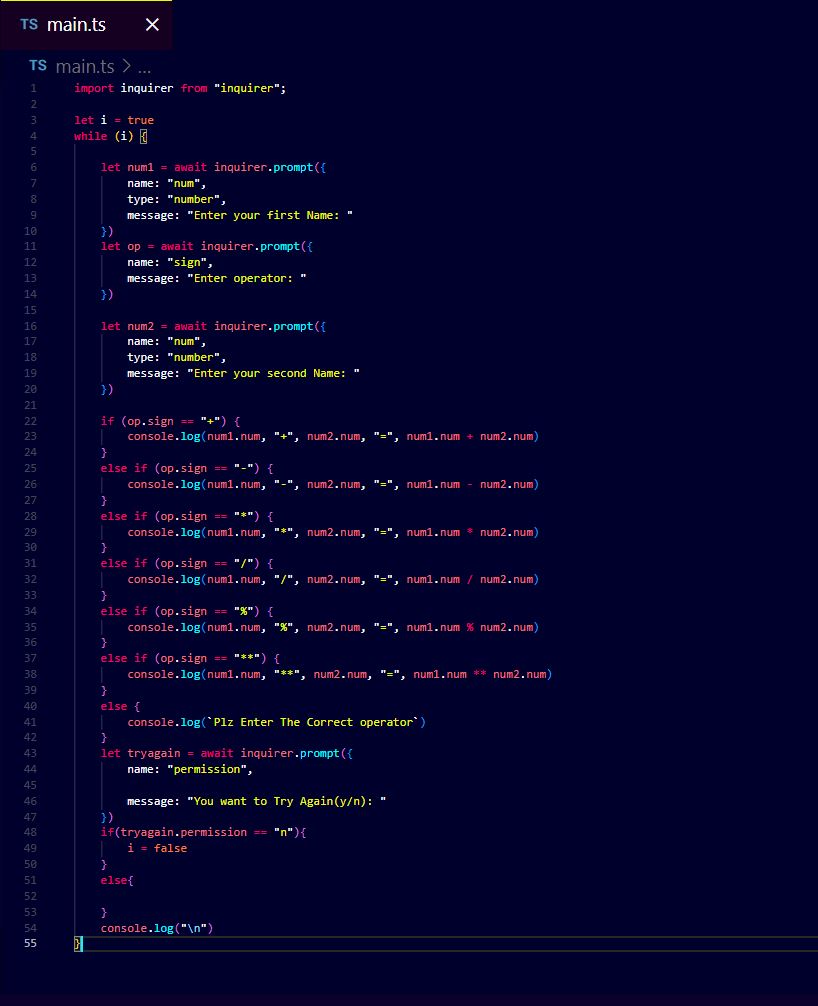 TS main.ts ×
TS main.ts > ...
1 import inquirer from "inquirer";
2
3 let i = true
4 while (i) {
5
6 let num1 = await inquirer.prompt({
7 name: "num",
8 type: "number",
9 message: "Enter your first Name: "
10 })
11 let op = await inquirer.prompt({
12 name: "sign",
13 message: "Enter operator: "
14 })
15
16 let num2 = await inquirer.prompt({
17 name: "num",
18 type: "number",
19 message: "Enter your second Name: "
20 })
21
22 if (op.sign == "+") {
23 console.log(num1.num, "+", num2.num, "=", num1.num + num2.num)
24 }
25 else if (op.sign == "-") {
26 console.log(num1.num, "-", num2.num, "=", num1.num - num2.num)
27 }
28 else if (op.sign == "*") {
29 console.log(num1.num, "*", num2.num, "=", num1.num * num2.num)
30 }
31 else if (op.sign == "/") {
32 console.log(num1.num, "/", num2.num, "=", num1.num / num2.num)
33 }
34 else if (op.sign == "%") {
35 console.log(num1.num, "%", num2.num, "=", num1.num % num2.num)
36 }
37 else if (op.sign == "**") {
38 console.log(num1.num, "**", num2.num, "=", num1.num ** num2.num)
39 }
40 else {
41 console.log(`Plz Enter The Correct operator`)
42 }
43 let tryagain = await inquirer.prompt({
44 name: "permission",
45
46 message: "You want to Try Again(y/n): "
47 })
48 if(tryagain.permission == "n"){
49 i = false
50 }
51 else{
52
53 }
54 console.log("\n")
55 }